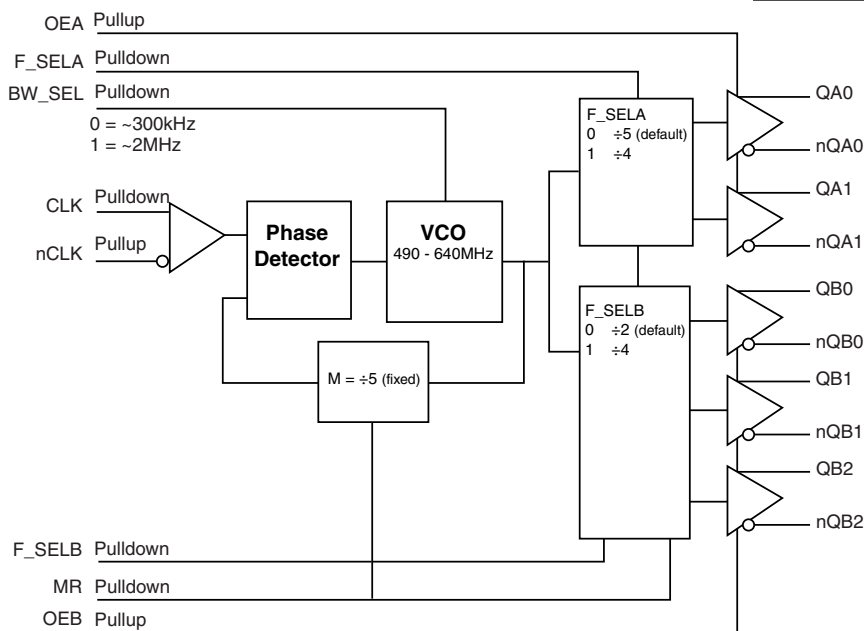 OEA Pullup
F_SELA Pulldown
BW_SEL Pulldown
0 = ~300kHz
1 = ~2MHz
CLK Pulldown
nCLK Pullup
Phase
Detector
VCO
490 - 640MHz
M = ÷5 (fixed)
F_SELA
0 ÷5 (default)
1 ÷4
F_SELB
0 ÷2 (default)
1 ÷4
QA0
nQA0
QA1
nQA1
QB0
nQB0
QB1
nQB1
QB2
nQB2
F_SELB Pulldown
MR Pulldown
OEB Pullup